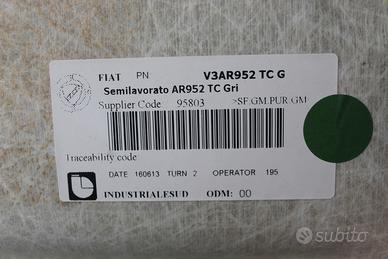 FIAT PN V3AR952 TC G
Semilavorato AR952 TC Gri
Supplier Code 95803 >SF.GM.PUR.GM
Traceability code
DATE 160613 TURN 2 OPERATOR 195
INDUSTRIALESUD ODM: 00
subito